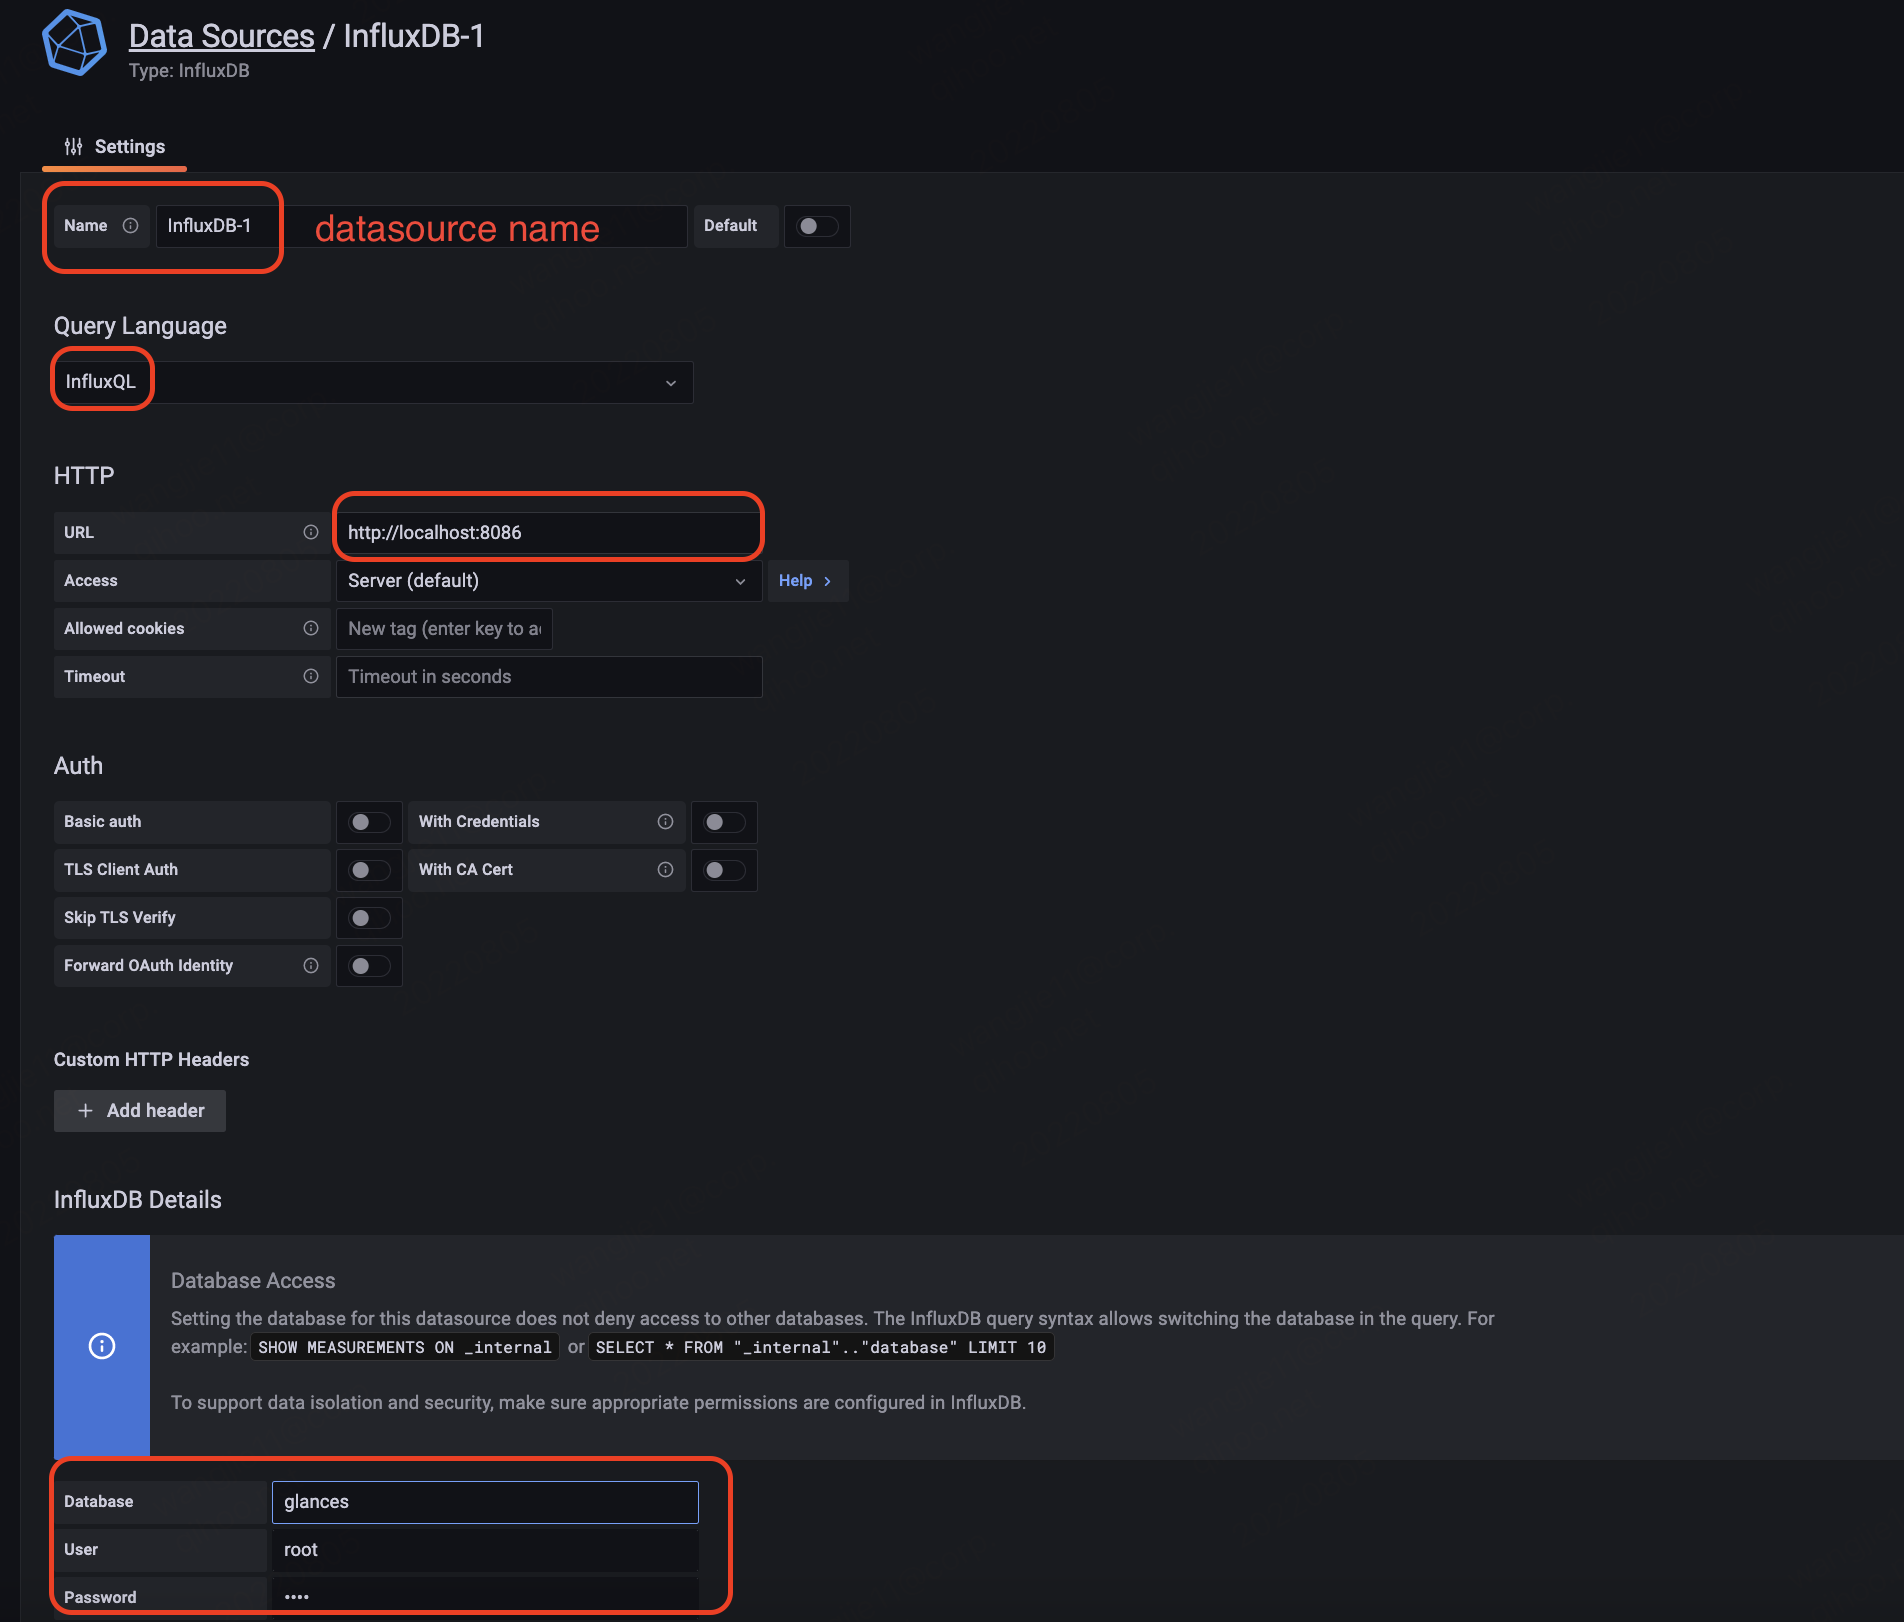 Data Sources / InfluxDB-1
Type: InfluxDB
Settings
Name InfluxDB-1 datasource name Default
Query Language
InfluxQL
HTTP
URL http://localhost:8086
Access Server (default) Help
Allowed cookies New tag (enter key to a
Timeout Timeout in seconds
Auth
Basic auth With Credentials
TLS Client Auth With CA Cert
Skip TLS Verify
Forward OAuth Identity
Custom HTTP Headers
+ Add header
InfluxDB Details
Database Access
Setting the database for this datasource does not deny access to other databases. The InfluxDB query syntax allows switching the database in the query. For
example: SHOW MEASUREMENTS ON _internal or SELECT * FROM "_internal".."database" LIMIT 10
To support data isolation and security, make sure appropriate permissions are configured in InfluxDB.
Database glances
User root
Password ••••